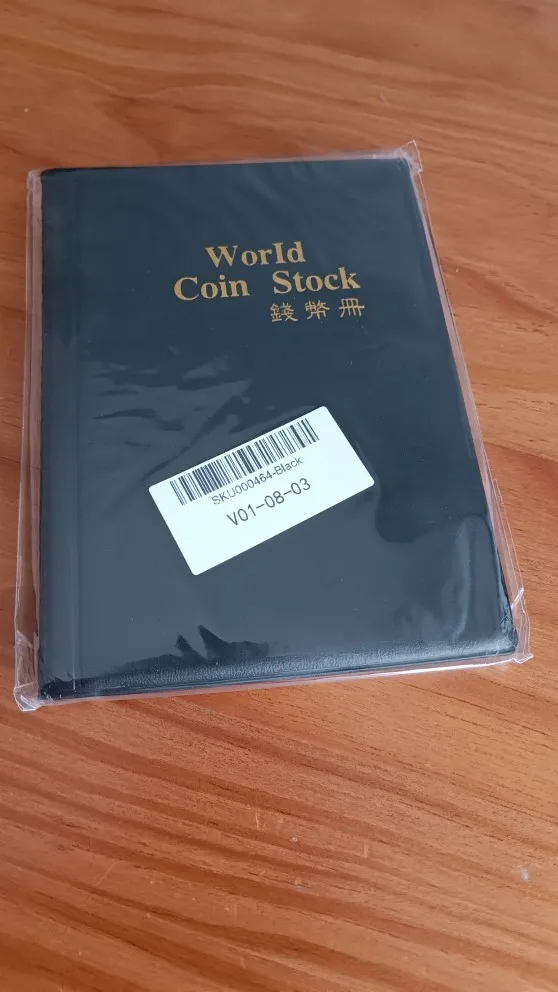 World
Coin Stock
錢幣冊
SKU000464-Black
V01-08-03